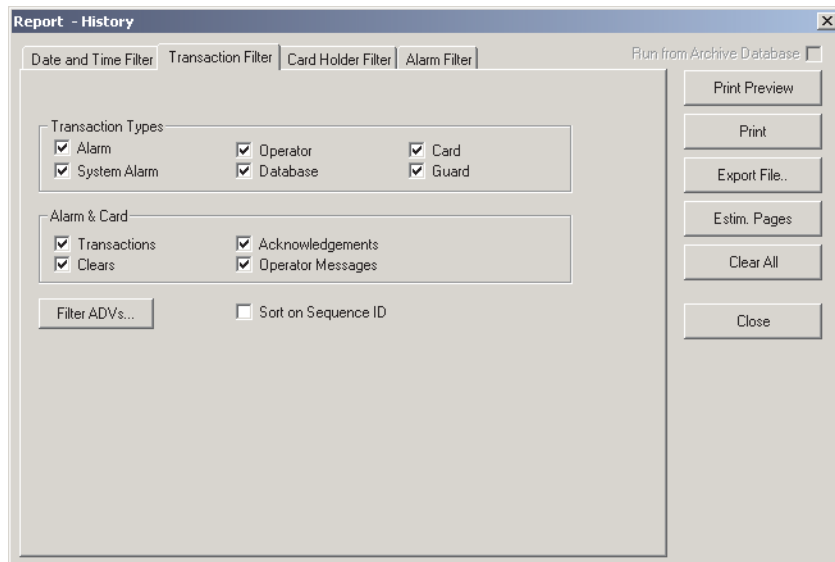 Report - History
Date and Time Filter Transaction Filter Card Holder Filter Alarm Filter
Run from Archive Database
Transaction Types
Alarm Operator Card
System Alarm Database Guard
Alarm & Card
Transactions Acknowledgements
Clears Operator Messages
Filter ADVs... Sort on Sequence ID
Print Preview
Print
Export File..
Estim. Pages
Clear All
Close